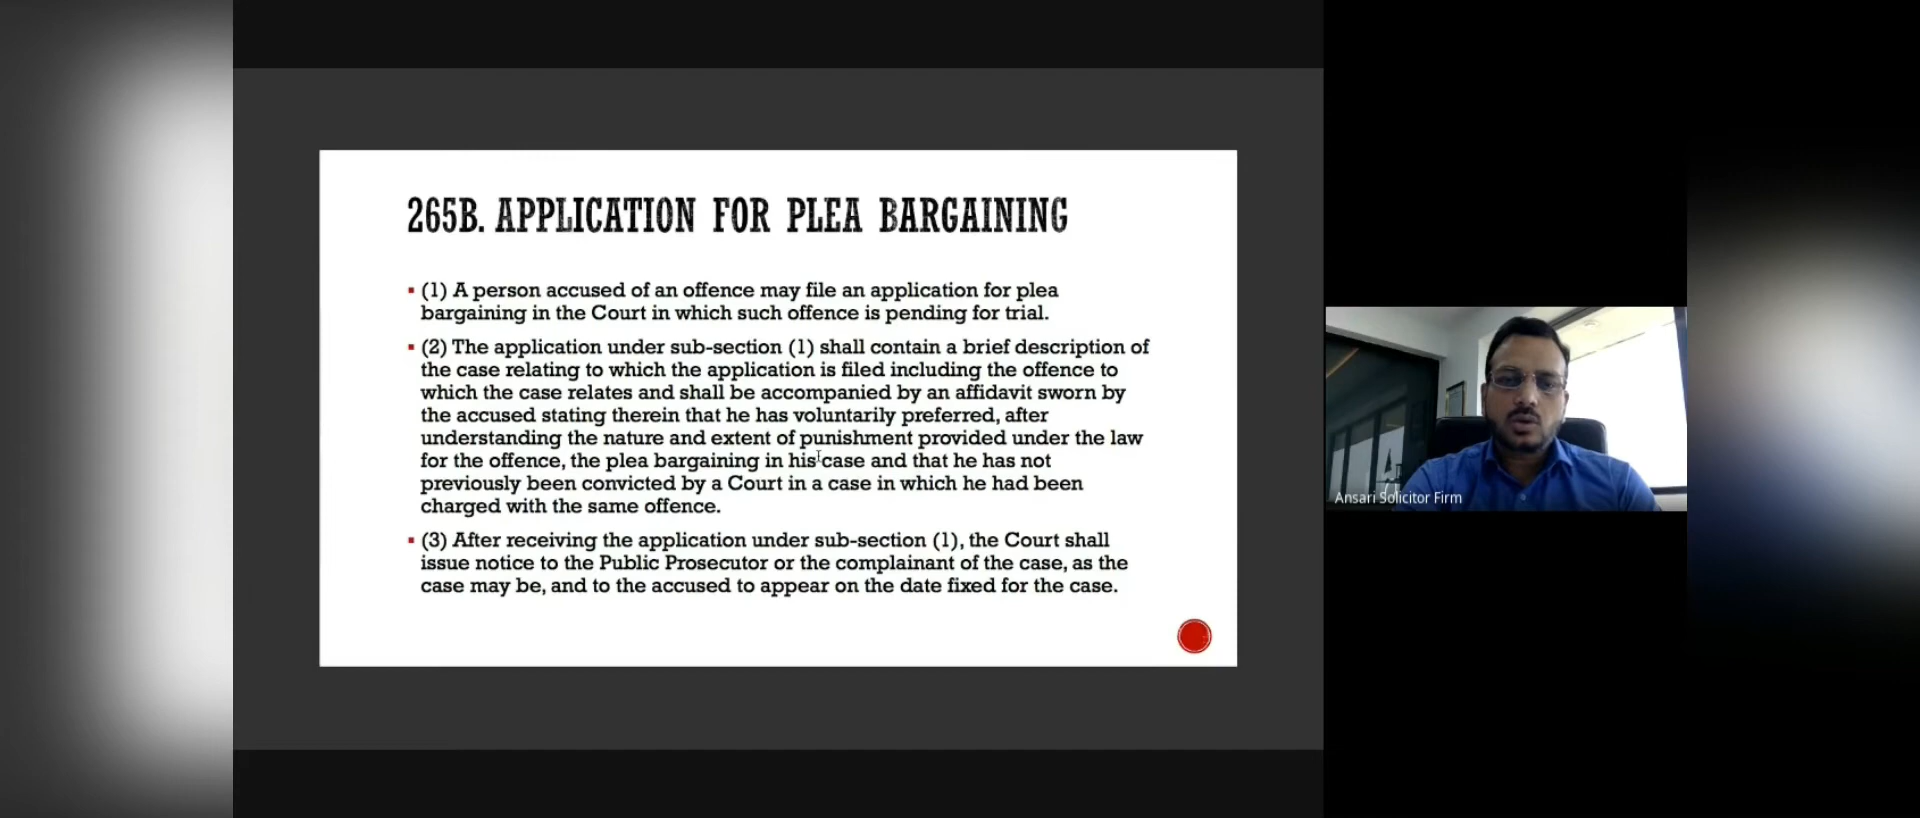 265B. APPLICATION FOR PLEA BARGAINING
▪ (1) A person accused of an offence may file an application for plea
bargaining in the Court in which such offence is pending for trial.
▪ (2) The application under sub-section (1) shall contain a brief description of
the case relating to which the application is filed including the offence to
which the case relates and shall be accompanied by an affidavit sworn by
the accused stating therein that he has voluntarily preferred, after
understanding the nature and extent of punishment provided under the law
for the offence, the plea bargaining in his case and that he has not
previously been convicted by a Court in a case in which he had been
charged with the same offence.
▪ (3) After receiving the application under sub-section (1), the Court shall
issue notice to the Public Prosecutor or the complainant of the case, as the
case may be, and to the accused to appear on the date fixed for the case.
Ansari Solicitor Firm